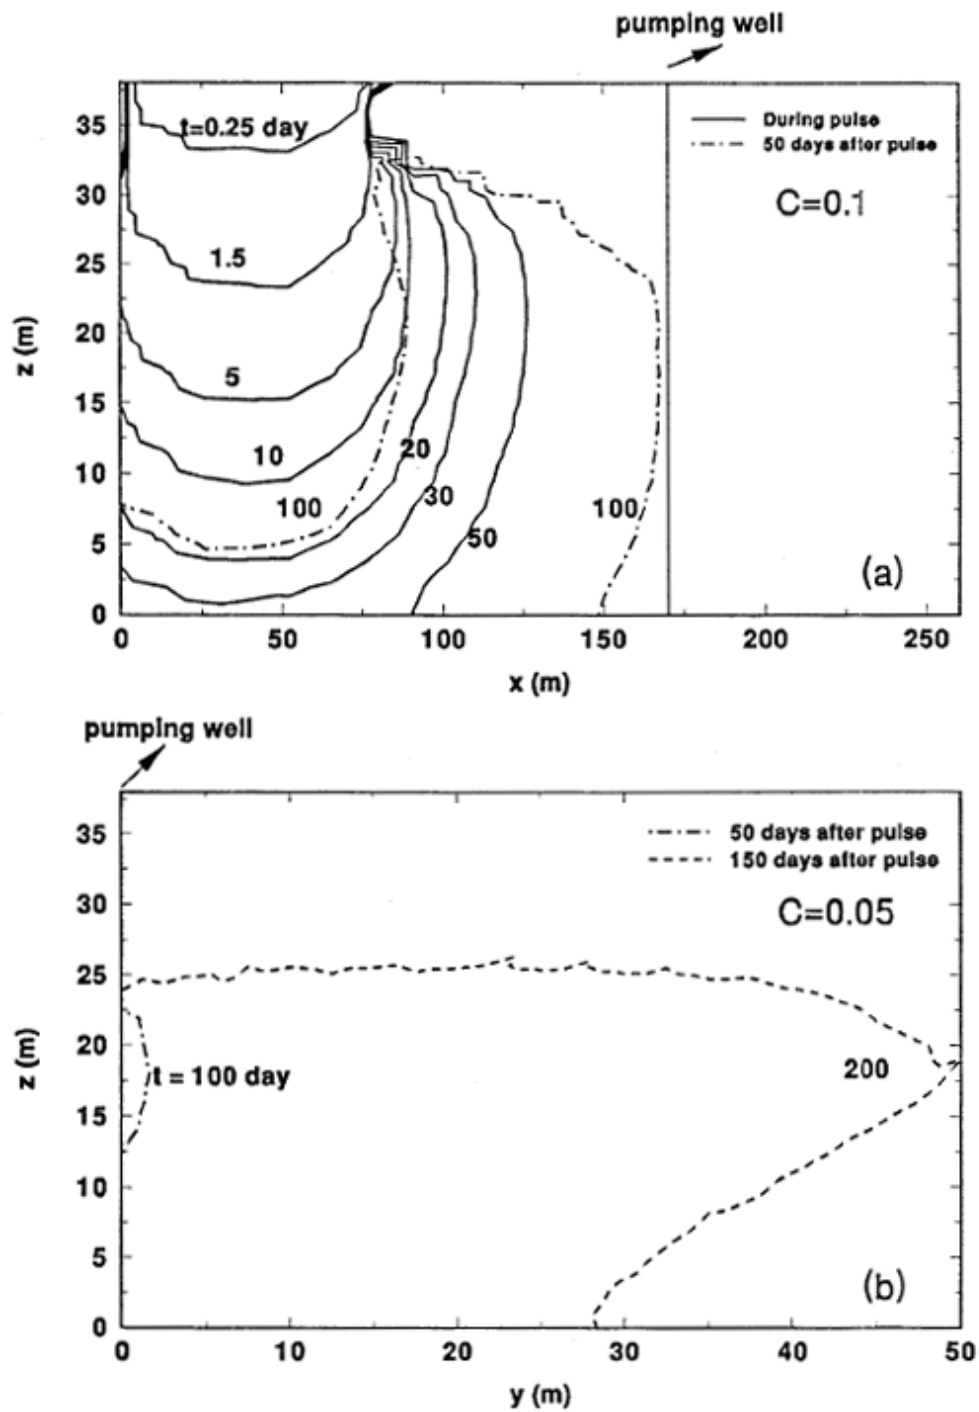 pumping well
35
30
25
20
15
10
5
0
z (m)
t=0.25 day
1.5
5
10
100
20
30
50
100
During pulse
50 days after pulse
C=0.1
(a)
0
50
100
150
200
250
x (m)
pumping well
35
30
25
20
15
10
5
0
z (m)
50 days after pulse
150 days after pulse
C=0.05
t = 100 day
200
(b)
0
10
20
30
40
50
y (m)